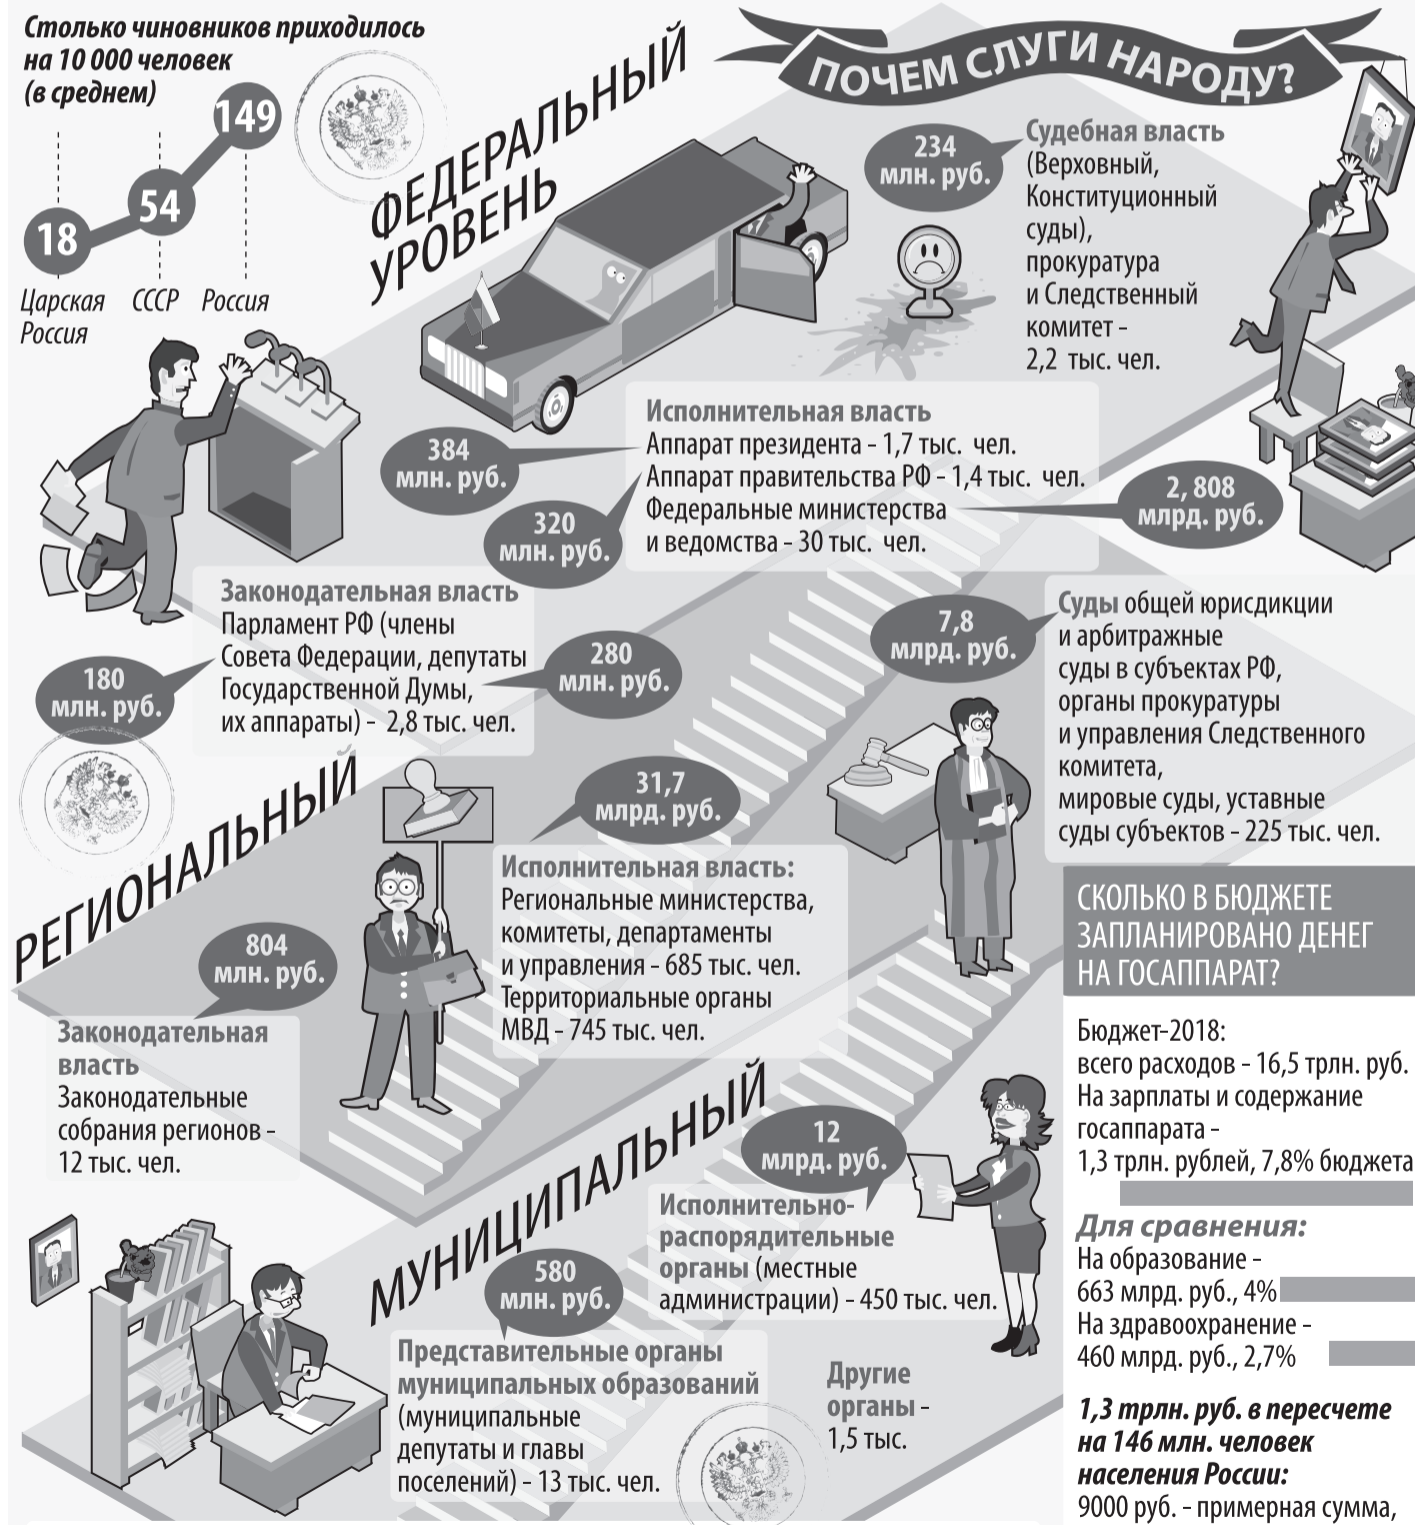 Столько чиновников приходилось
на 10 000 человек
(в среднем)
149
54
18
Царская
Россия
СССР
Россия
ПОЧЕМ СЛУГИ НАРОДУ?
ФЕДЕРАЛЬНЫЙ
УРОВЕНЬ
234
млн. руб.
Судебная власть
(Верховный,
Конституционный
суды),
прокуратура
и Следственный
комитет -
2,2 тыс. чел.
384
млн. руб.
320
млн. руб.
Исполнительная власть
Аппарат президента - 1,7 тыс. чел.
Аппарат правительства РФ - 1,4 тыс. чел.
Федеральные министерства
и ведомства - 30 тыс. чел.
2, 808
млрд. руб.
Законодательная власть
Парламент РФ (члены
Совета Федерации, депутаты
Государственной Думы,
их аппараты) - 2,8 тыс. чел.
180
млн. руб.
280
млн. руб.
7,8
млрд. руб.
Суды общей юрисдикции
и арбитражные
суды в субъектах РФ,
органы прокуратуры
и управления Следственного
комитета,
мировые суды, уставные
суды субъектов - 225 тыс. чел.
РЕГИОНАЛЬНЫЙ
31,7
млрд. руб.
Исполнительная власть:
Региональные министерства,
комитеты, департаменты
и управления - 685 тыс. чел.
Территориальные органы
МВД - 745 тыс. чел.
804
млн. руб.
Законодательная
власть
Законодательные
собрания регионов -
12 тыс. чел.
МУНИЦИПАЛЬНЫЙ
12
млрд. руб.
Исполнительно-
распорядительные
органы (местные
администрации) - 450 тыс. чел.
580
млн. руб.
Представительные органы
муниципальных образований
(муниципальные
депутаты и главы
поселений) - 13 тыс. чел.
Другие
органы -
1,5 тыс.
СКОЛЬКО В БЮДЖЕТЕ
ЗАПЛАНИРОВАНО ДЕНЕГ
НА ГОСАППАРАТ?
Бюджет-2018:
всего расходов - 16,5 трлн. руб.
На зарплаты и содержание
госаппарата -
1,3 трлн. рублей, 7,8% бюджета
Для сравнения:
На образование -
663 млрд. руб., 4%
На здравоохранение -
460 млрд. руб., 2,7%
1,3 трлн. руб. в пересчете
на 146 млн. человек
населения России:
9000 руб. - примерная сумма,